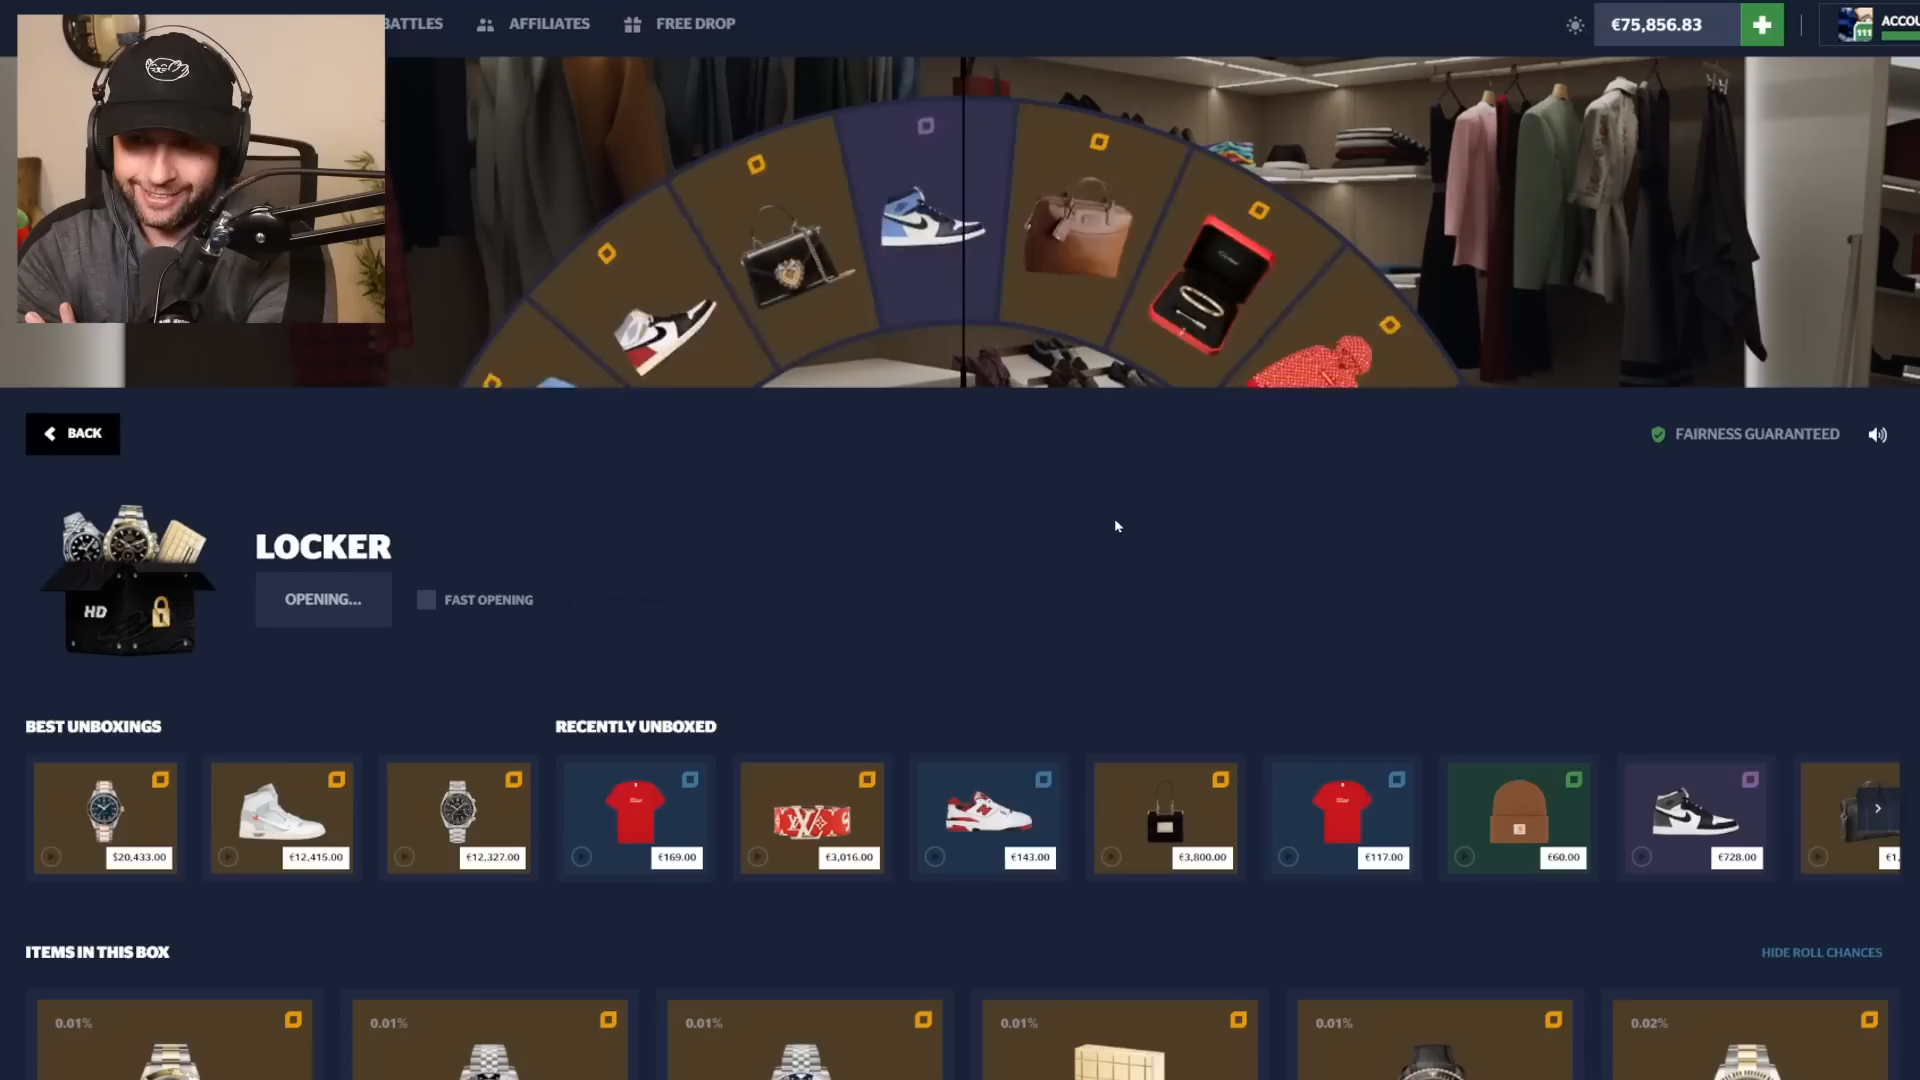 BATTLES
AFFILIATES
FREE DROP
€75,856.83
111
ACCOU
Cartier
BACK
FAIRNESS GUARANTEED
LOCKER
HD
OPENING...
FAST OPENING
BEST UNBOXINGS
RECENTLY UNBOXED
$20,433.00
€12,415.00
€12,327.00
€169.00
€3,016.00
€143.00
€3,800.00
€117.00
€60.00
€728.00
€1,
ITEMS IN THIS BOX
HIDE ROLL CHANCES
0.01%
0.01%
0.01%
0.01%
0.01%
0.02%